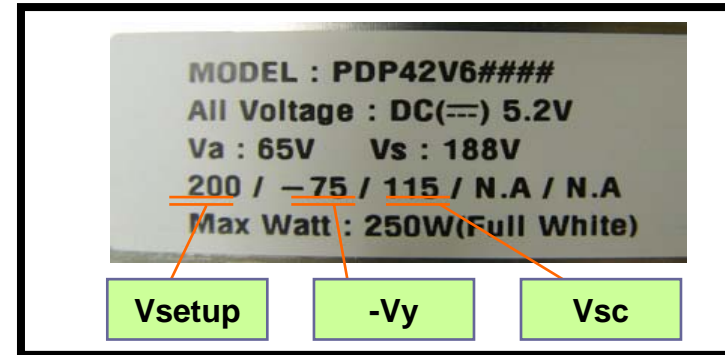 MODEL : PDP42V6####
All Voltage : DC(⎓) 5.2V
Va : 65V Vs : 188V
200 / -75 / 115 / N.A / N.A
Max Watt : 250W(Full White)
Vsetup -Vy Vsc